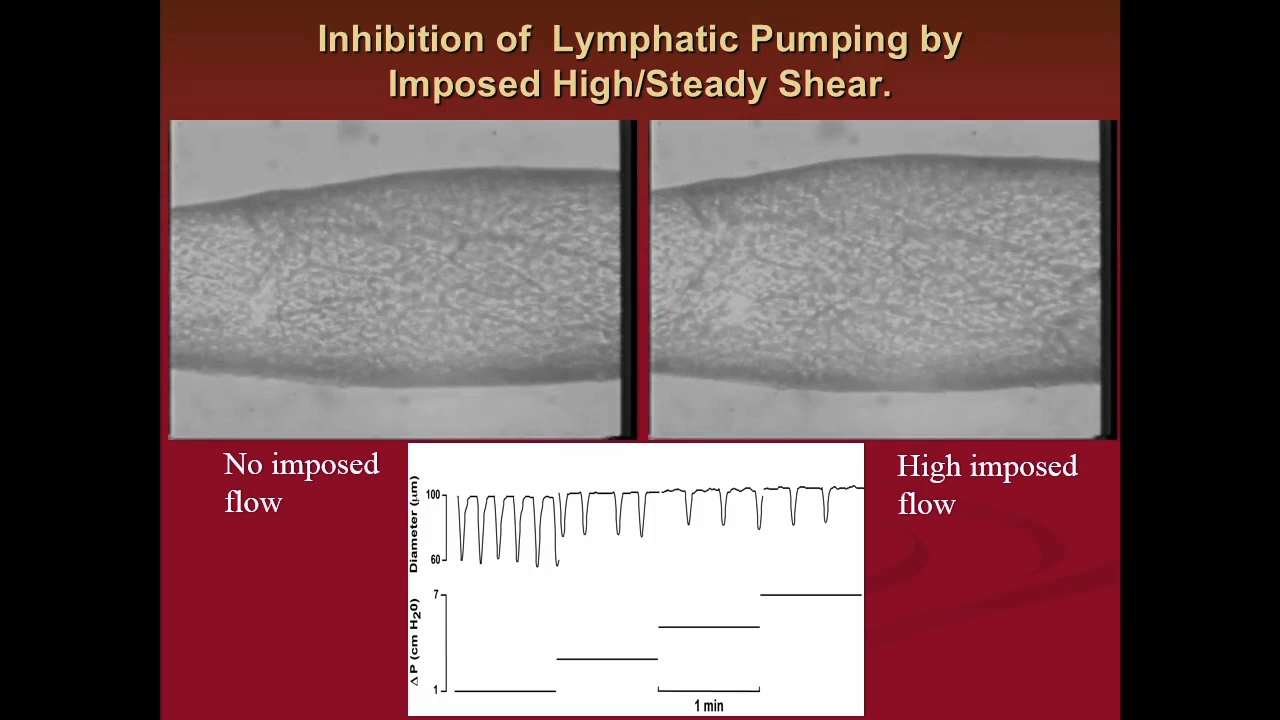 Inhibition of Lymphatic Pumping by
Imposed High/Steady Shear.
No imposed
flow
High imposed
flow
Diameter (µm)
100
60
Δ P (cm H20)
7
1
1 min